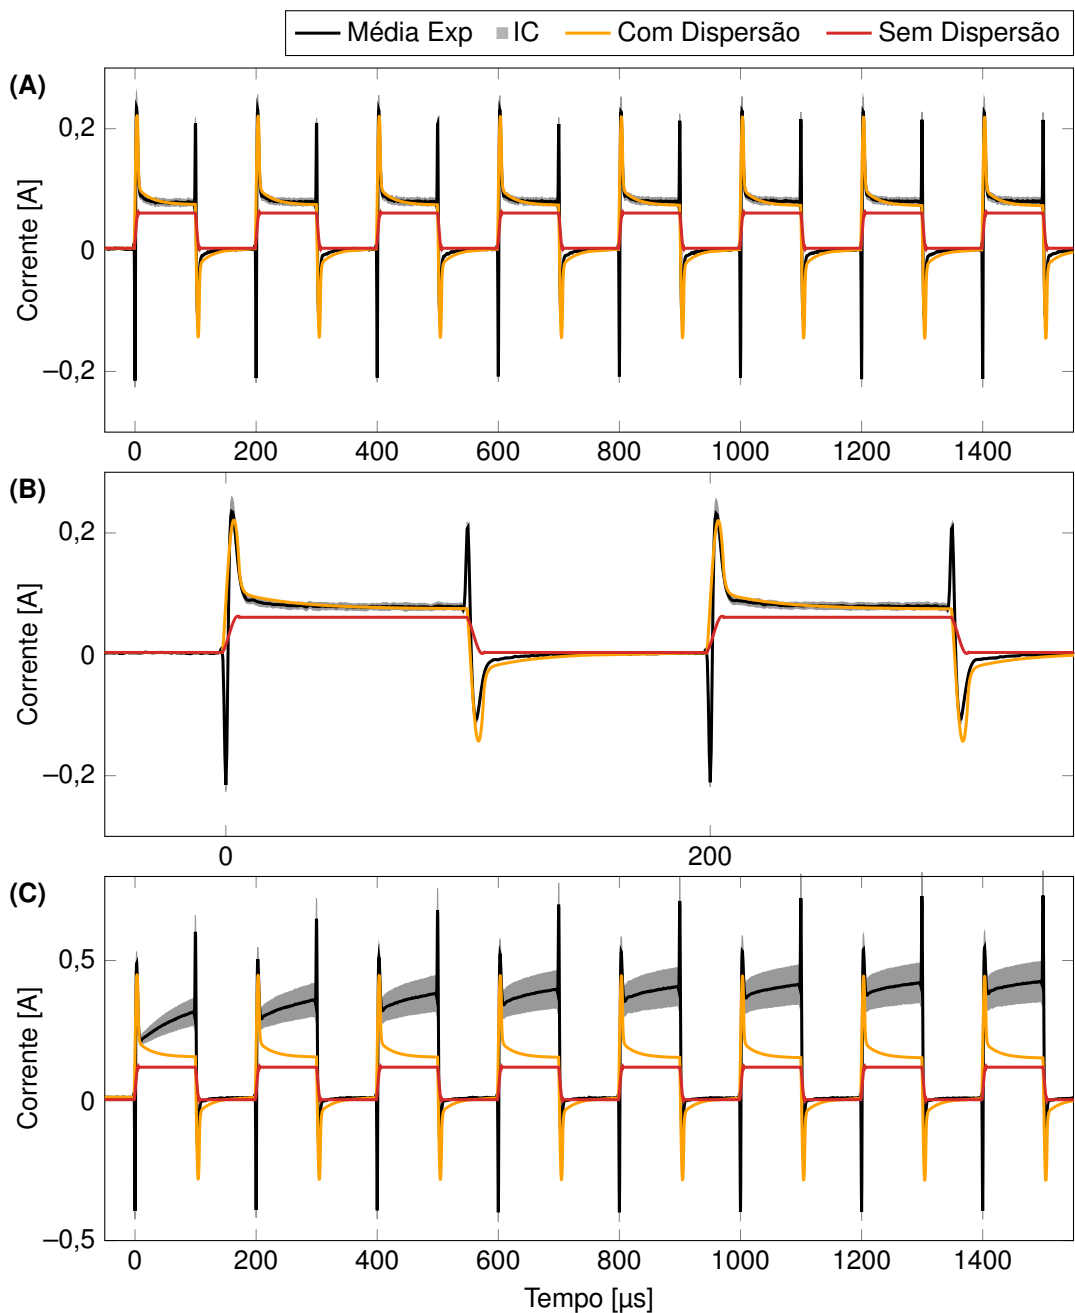 Média Exp IC Com Dispersão Sem Dispersão
(A)
0,2
0
−0,2
Corrente [A]
0 200 400 600 800 1000 1200 1400
(B)
0,2
0
−0,2
Corrente [A]
0 200
(C)
0,5
0
−0,5
Corrente [A]
0 200 400 600 800 1000 1200 1400
Tempo [µs]